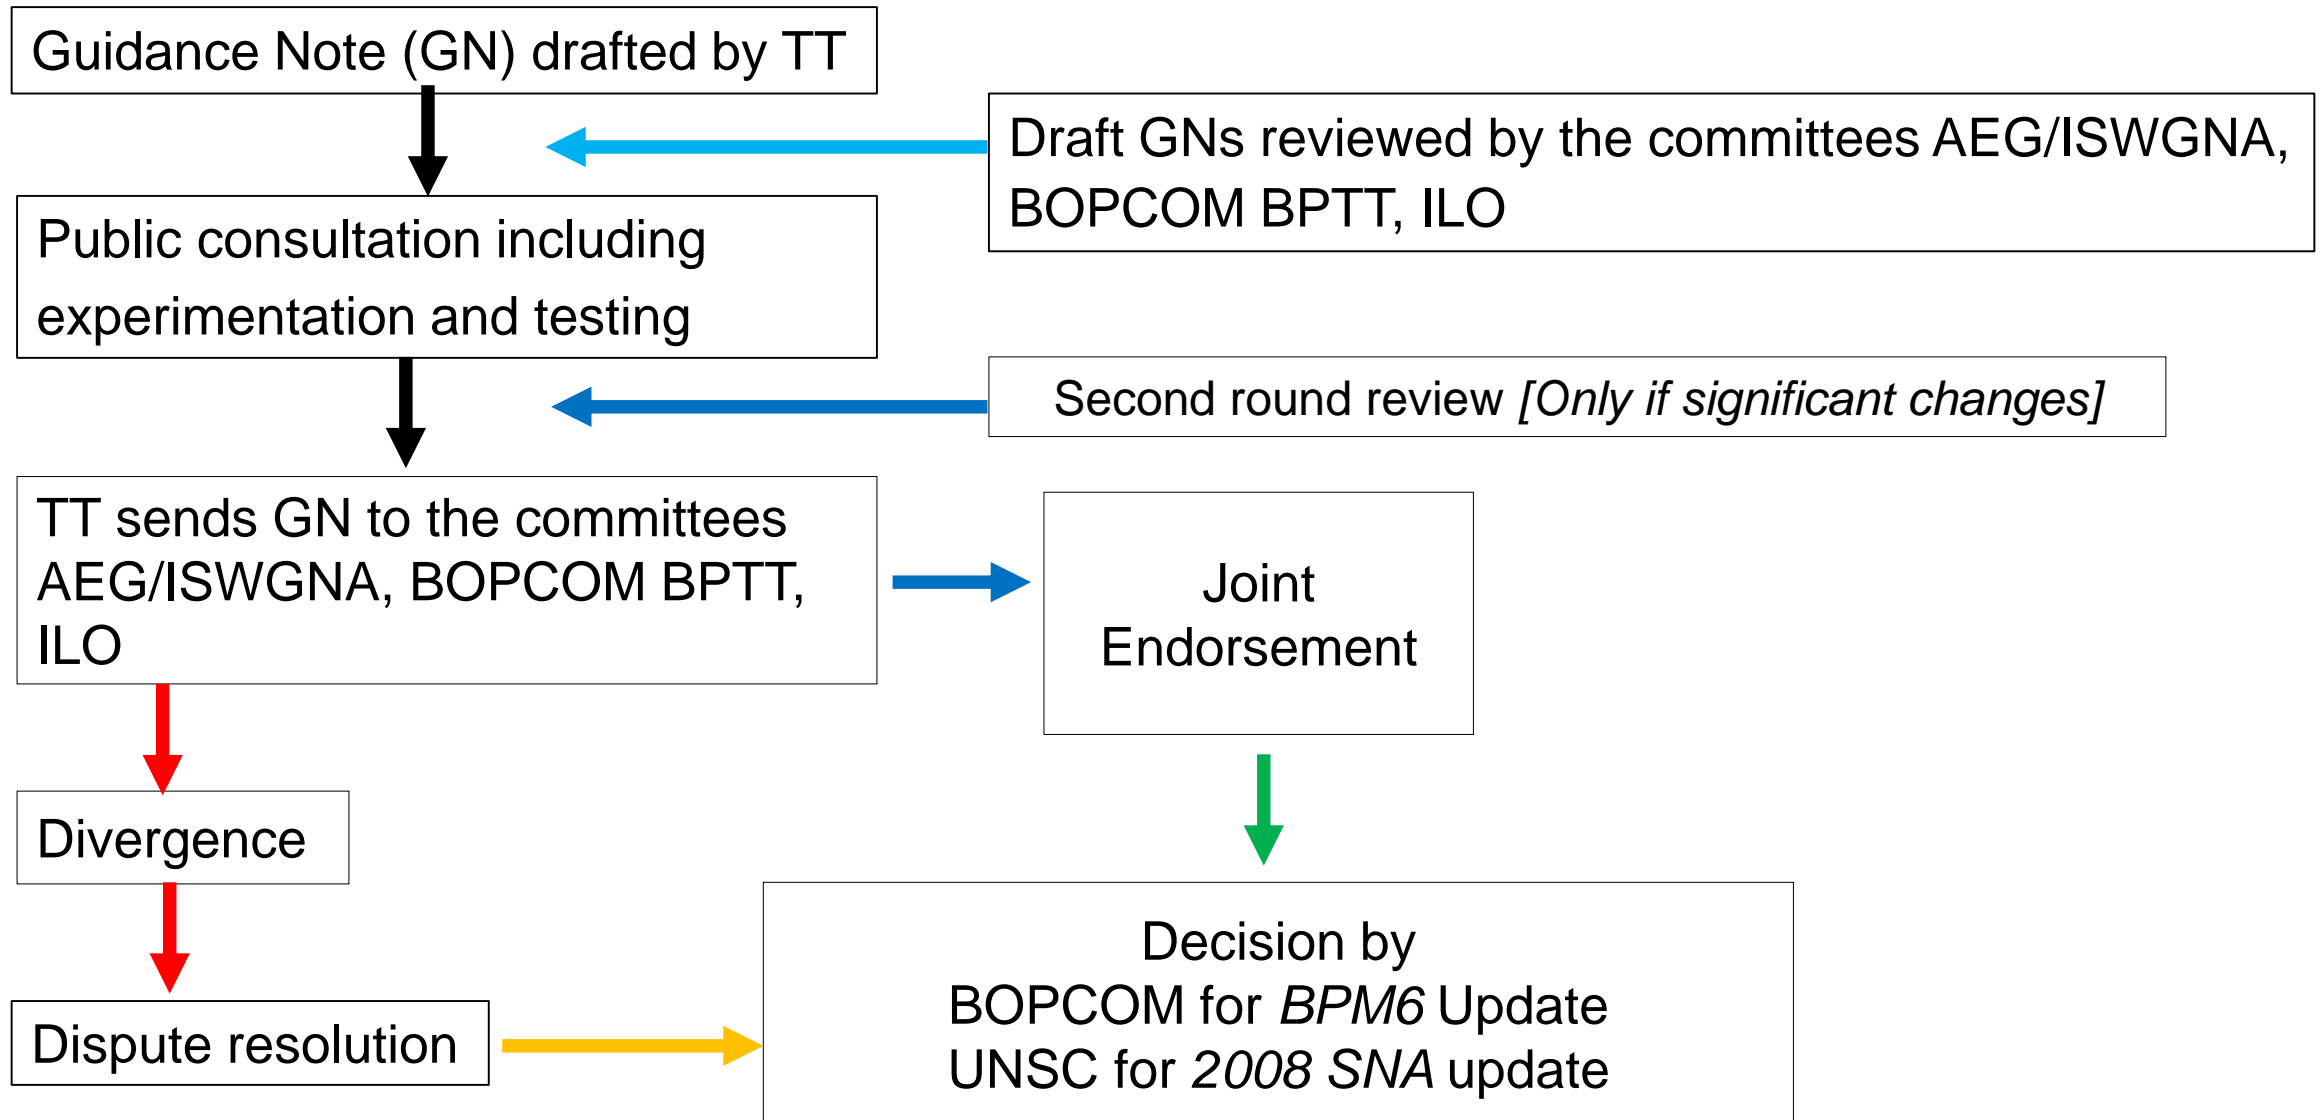 Guidance Note (GN) drafted by TT
Draft GNs reviewed by the committees AEG/ISWGNA,
BOPCOM BPTT, ILO
Public consultation including
experimentation and testing
Second round review [Only if significant changes]
TT sends GN to the committees
AEG/ISWGNA, BOPCOM BPTT,
ILO
Joint
Endorsement
Divergence
Dispute resolution
Decision by
BOPCOM for BPM6 Update
UNSC for 2008 SNA update